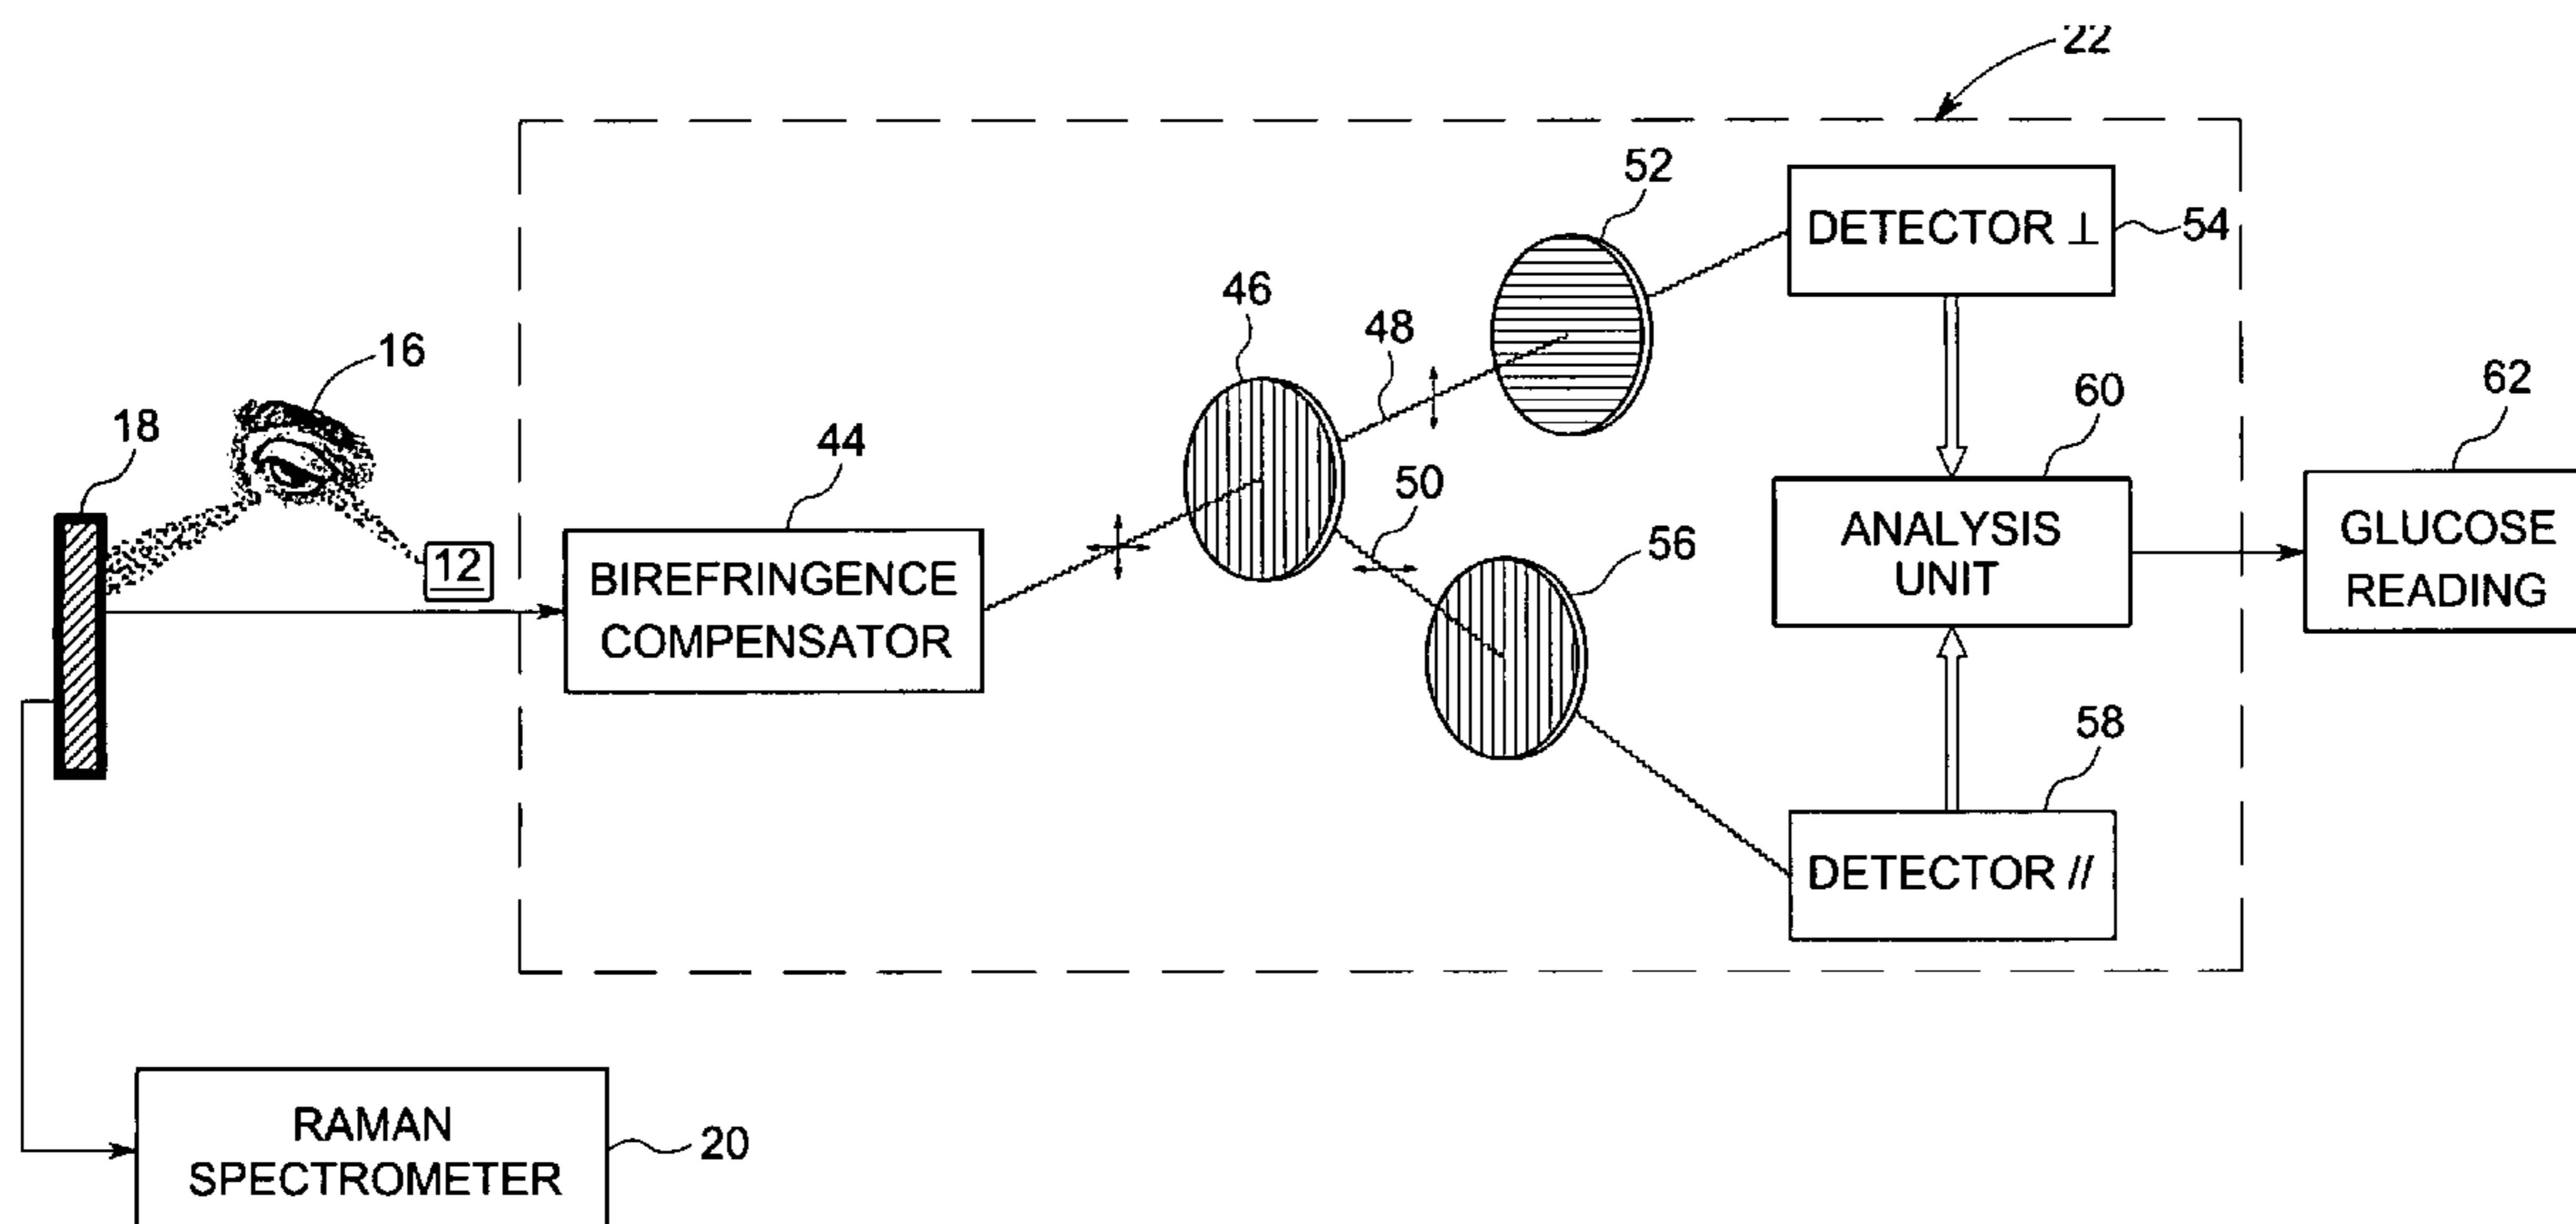 22
52
DETECTOR ⊥
54
46
48
16
60
62
18
44
50
GLUCOSE
READING
ANALYSIS
UNIT
56
12
BIREFRINGENCE
COMPENSATOR
58
DETECTOR //
RAMAN
SPECTROMETER
20